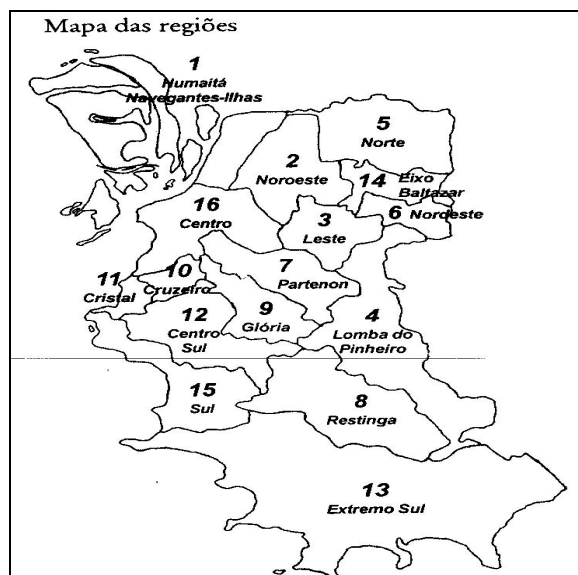 Mapa das regiões
1
Humaitá
Navegantes-Ilhas
5
Norte
2
Noroeste
14 Eixo
Baltazar
6 Nordeste
16
Centro
3
Leste
7
Partenon
11
Cristal
10
Cruzeiro
9
Glória
4
Lomba do
Pinheiro
12
Centro
Sul
15
Sul
8
Restinga
13
Extremo Sul